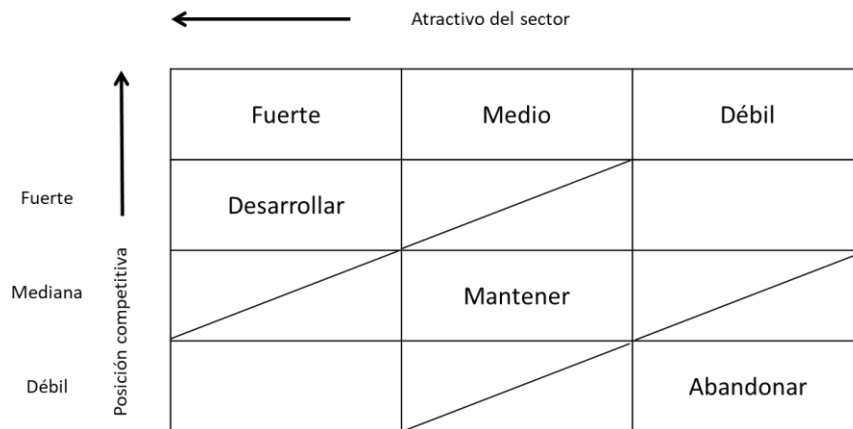 Atractivo del sector
Fuerte
Medio
Débil
Fuerte
Desarrollar
Mediana
Mantener
Débil
Abandonar
Posición competitiva